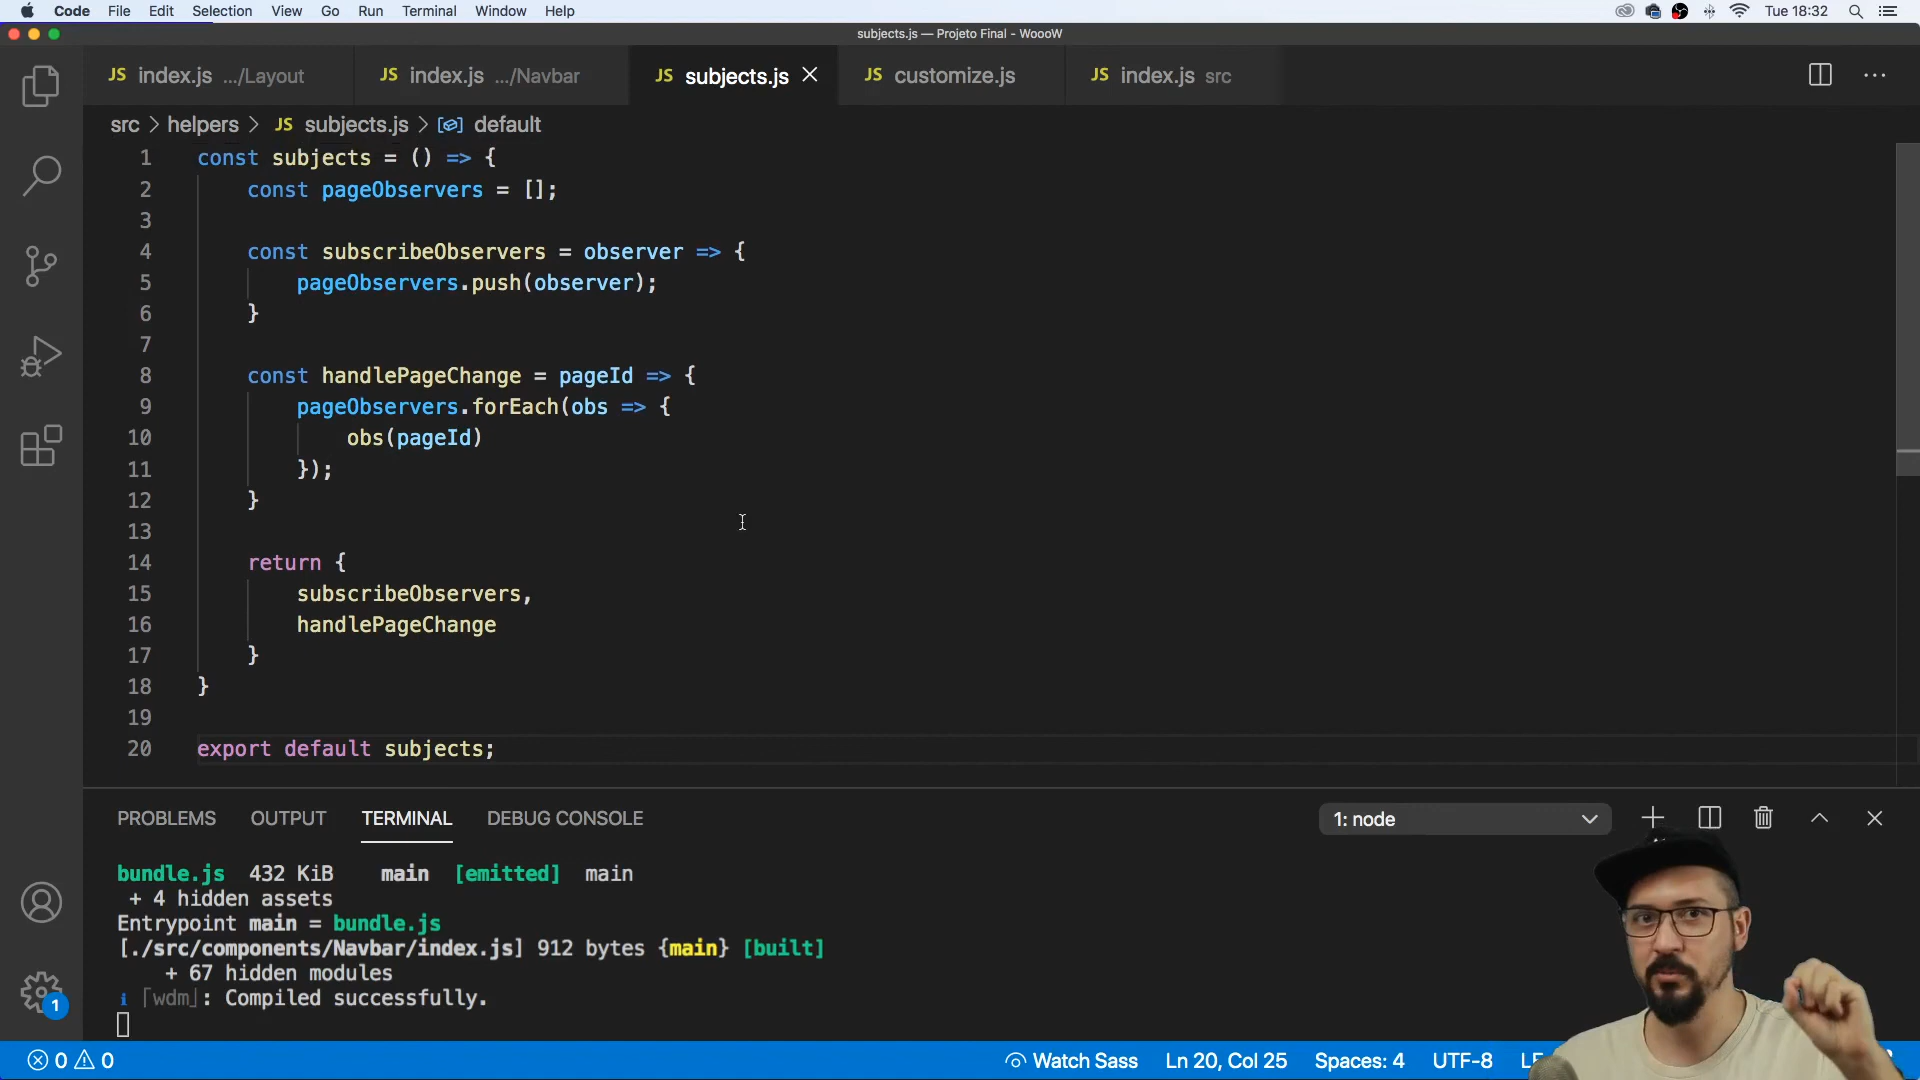 Code File Edit Selection View Go Run Terminal Window Help Tue 18:32
subjects.js — Projeto Final - WoooW
JS index.js .../Layout JS index.js .../Navbar JS subjects.js JS customize.js JS index.js src
src > helpers > JS subjects.js > default
1 const subjects = () => {
2 const pageObservers = [];
3
4 const subscribeObservers = observer => {
5 pageObservers.push(observer);
6 }
7
8 const handlePageChange = pageId => {
9 pageObservers.forEach(obs => {
10 obs(pageId)
11 });
12 }
13
14 return {
15 subscribeObservers,
16 handlePageChange
17 }
18 }
19
20 export default subjects;
PROBLEMS OUTPUT TERMINAL DEBUG CONSOLE 1: node
bundle.js 432 KiB main [emitted] main
+ 4 hidden assets
Entrypoint main = bundle.js
[./src/components/Navbar/index.js] 912 bytes {main} [built]
+ 67 hidden modules
i ｢wdm｣: Compiled successfully.
1
0 0 Watch Sass Ln 20, Col 25 Spaces: 4 UTF-8